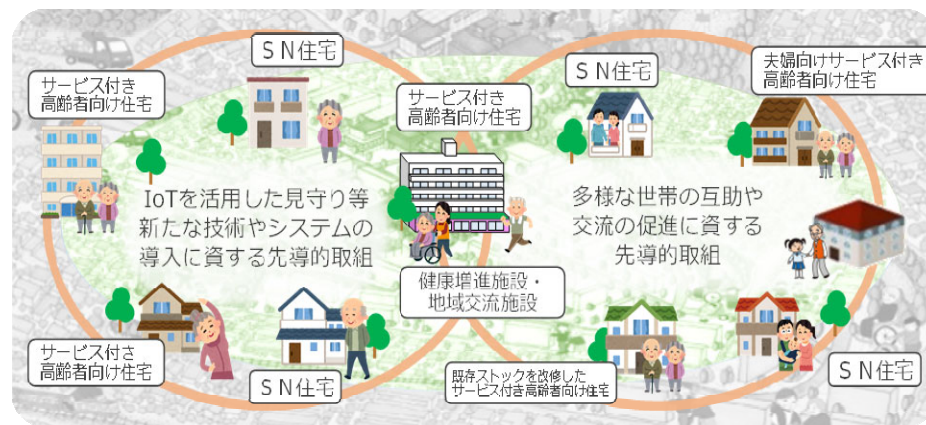 ＳＮ住宅
サービス付き
高齢者向け住宅
サービス付き
高齢者向け住宅
ＳＮ住宅
夫婦向けサービス付き
高齢者向け住宅
IoTを活用した見守り等
新たな技術やシステムの
導入に資する先導的取組
多様な世帯の互助や
交流の促進に資する
先導的取組
健康増進施設・
地域交流施設
サービス付き
高齢者向け住宅
ＳＮ住宅
既存ストックを改修した
サービス付き高齢者向け住宅
ＳＮ住宅